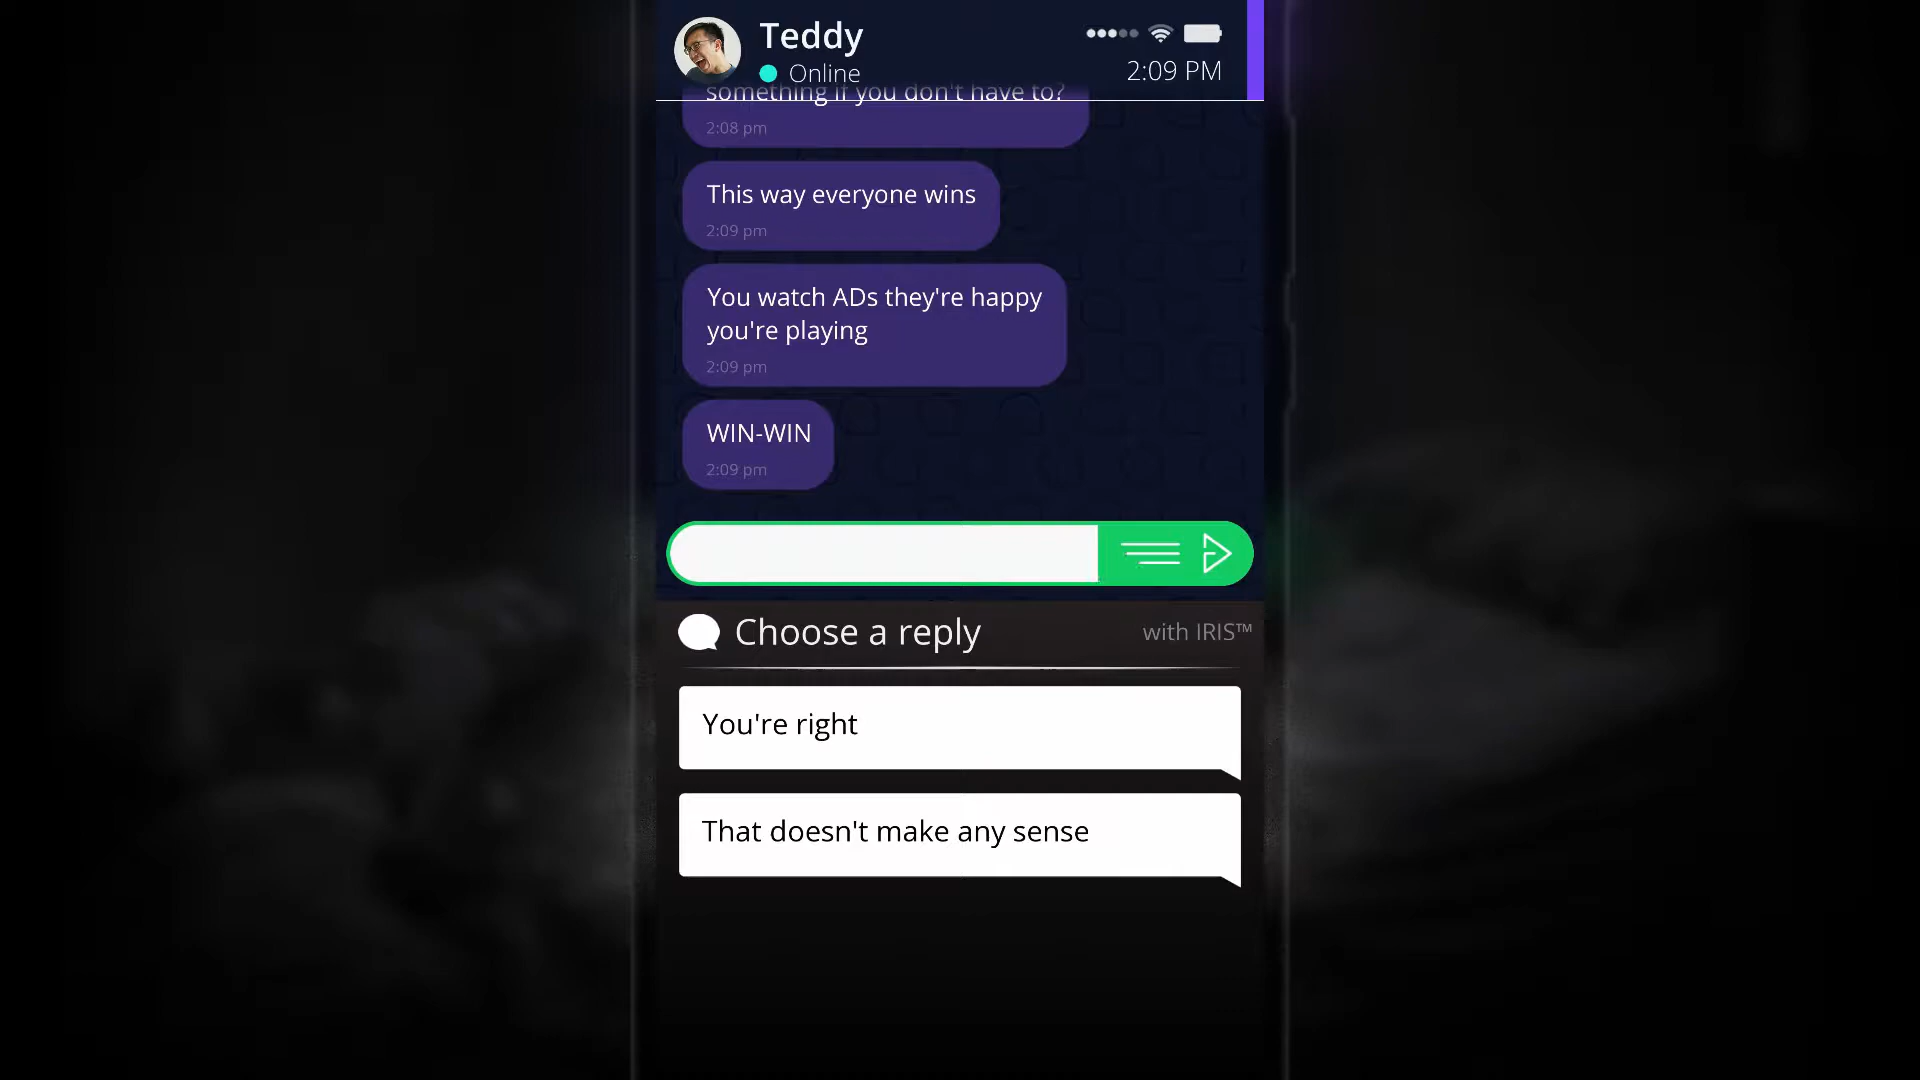 Teddy
Online
2:09 PM
something if you don't have to?
2:08 pm
This way everyone wins
2:09 pm
You watch ADs they're happy
you're playing
2:09 pm
WIN-WIN
2:09 pm
Choose a reply
with IRIS™
You're right
That doesn't make any sense